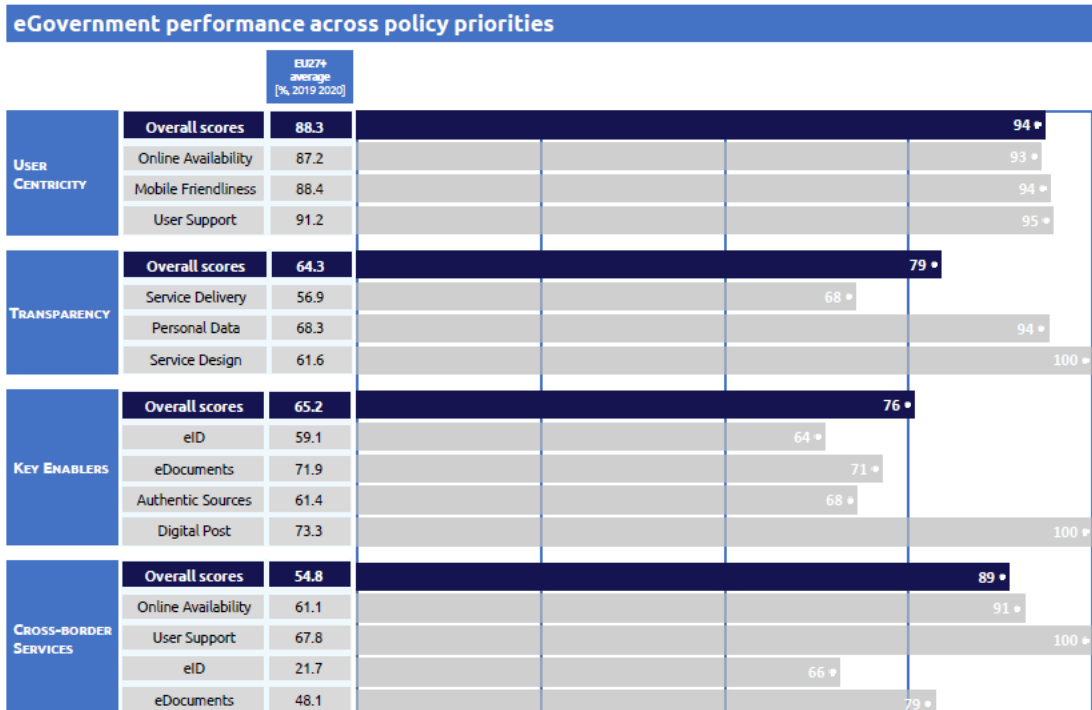 eGovernment performance across policy priorities
EU27+
average
[%, 2019 2020]
USER
CENTRICITY
Overall scores 88.3 94
Online Availability 87.2 93
Mobile Friendliness 88.4 94
User Support 91.2 95
TRANSPARENCY
Overall scores 64.3 79
Service Delivery 56.9 68
Personal Data 68.3 94
Service Design 61.6 100
KEY ENABLERS
Overall scores 65.2 76
eID 59.1 64
eDocuments 71.9 71
Authentic Sources 61.4 68
Digital Post 73.3 100
CROSS-BORDER
SERVICES
Overall scores 54.8 89
Online Availability 61.1 91
User Support 67.8 100
eID 21.7 66
eDocuments 48.1 79